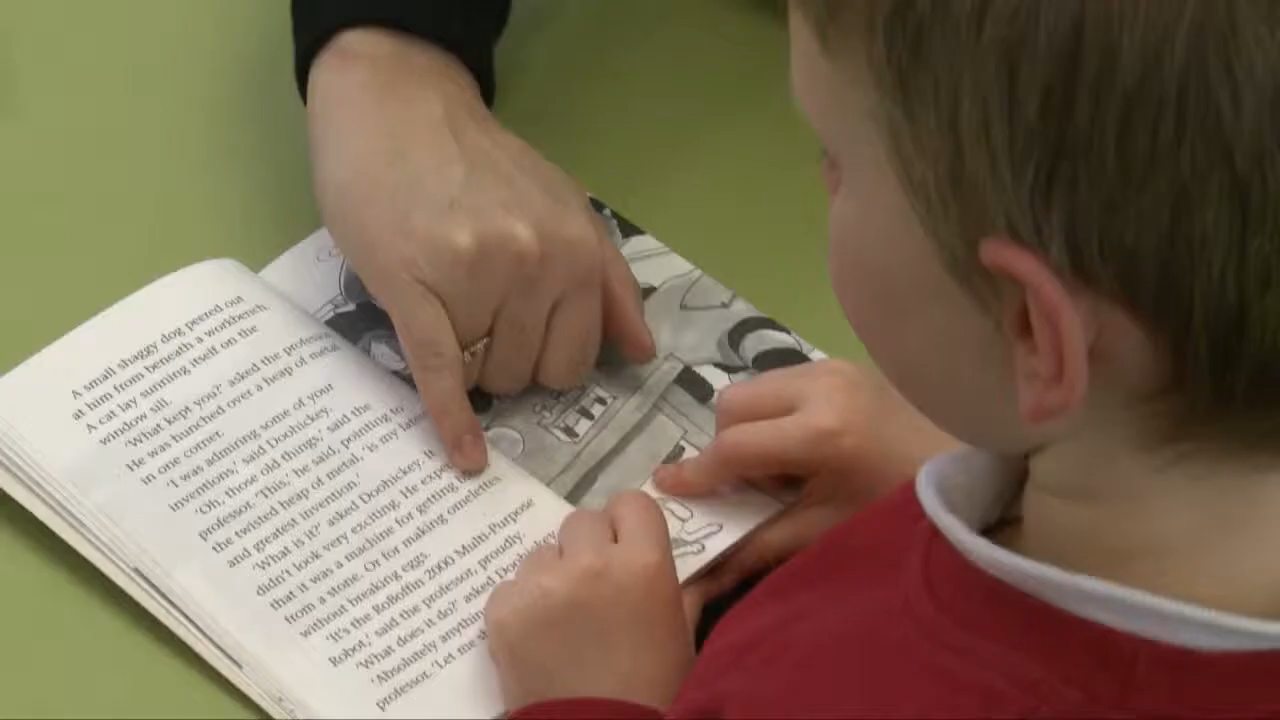 A small shaggy dog peered out
at him from beneath a workbench.
A cat lay sunning itself on the
window sill.
'What kept you?' asked the professor.
He was hunched over a heap of metal
in one corner.
'I was admiring some of your
inventions,' said Doohickey.
'Oh, those old things,' said the
professor. 'This,' he said, pointing to
the twisted heap of metal, 'is my latest
and greatest invention.'
'What is it?' asked Doohickey. It
didn't look very exciting. He
that it was a machine for getting
from a stone. Or for making omelettes
without breaking eggs.
'It's the RoBoffin 2000 Multi-Purpose
Robot,' said the professor, proudly.
'What does it do?' asked Doohickey.
'Absolutely
professor. 'Let me